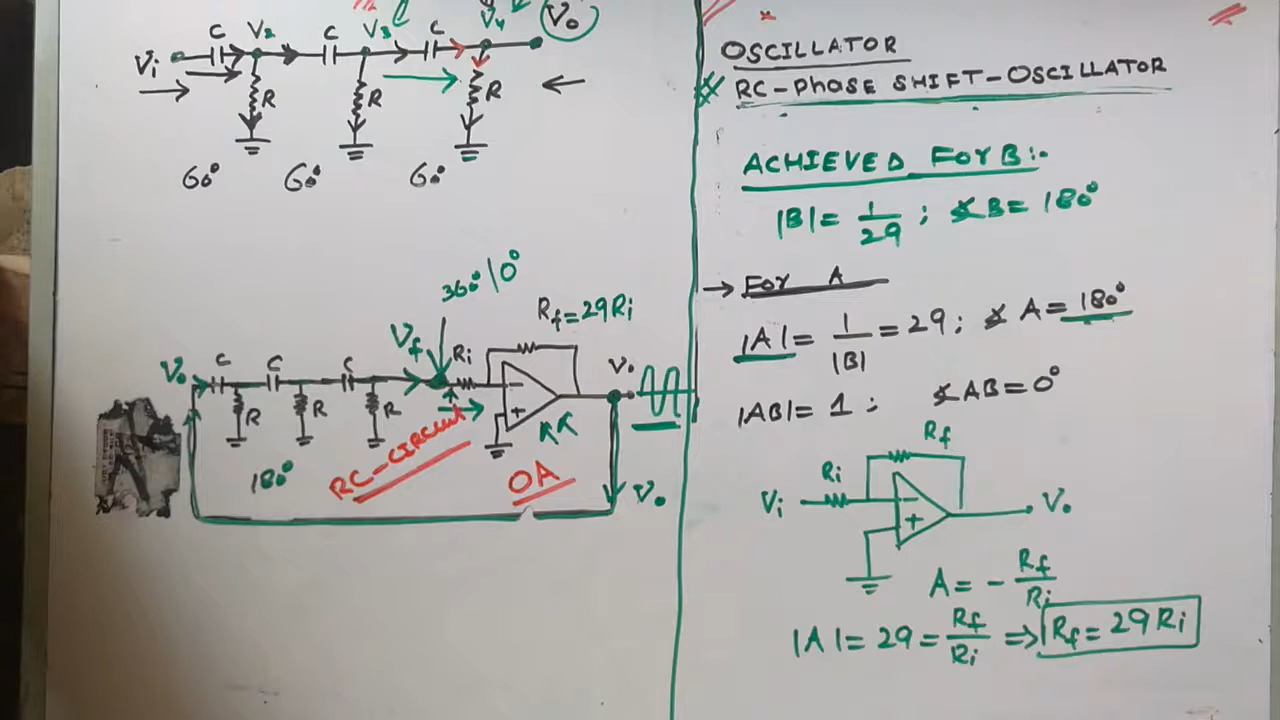 C V₂ C V₃ C V₄ V₀
Vi
R R R
60° 60° 60°
360°|0°
Rf=29Ri
Vf Ri V₀
V₀ C C C
R R R
-
+
180°
RC-CIRCUIT
OA
V₀
OSCILLATOR
RC-PHASE SHIFT-OSCILLATOR
ACHIEVED FOR B:-
|B|= 1/29 ; ∡B= 180°
→ FOR A
|A|= 1/|B| = 29; ∡ A= 180°
|AB|= 1 ; ∡AB= 0°
Rf
Ri
Vi - V₀
+
A= - Rf/Ri
|A|= 29 = Rf/Ri ⇒ Rf= 29 Ri